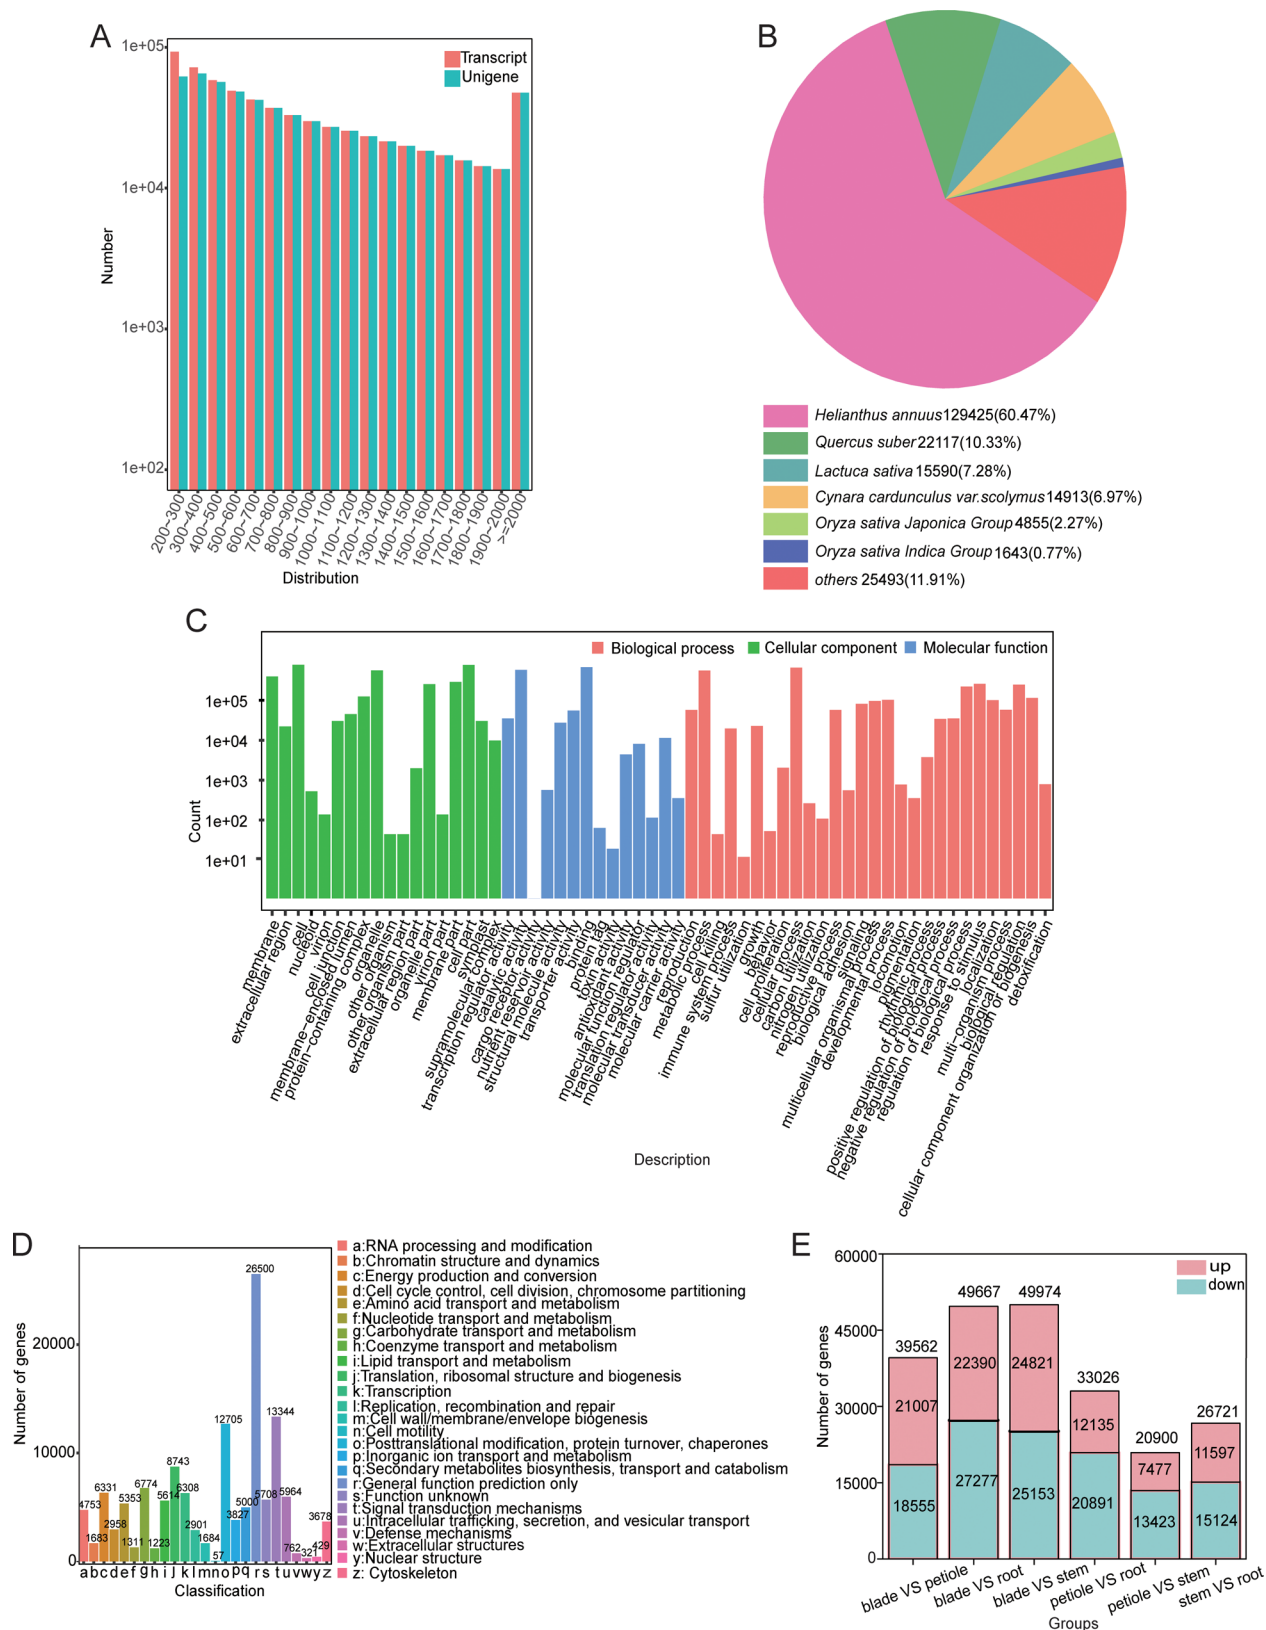 A
1e+05
1e+04
1e+03
1e+02
Number
Transcript
Unigene
200~300
300~400
400~500
500~600
600~700
700~800
800~900
900~1000
1000~1100
1100~1200
1200~1300
1300~1400
1400~1500
1500~1600
1600~1700
1700~1800
1800~1900
1900~2000
>=2000
Distribution
B
Helianthus annuus129425(60.47%)
Quercus suber22117(10.33%)
Lactuca sativa15590(7.28%)
Cynara cardunculus var.scolymus14913(6.97%)
Oryza sativa Japonica Group4855(2.27%)
Oryza sativa Indica Group1643(0.77%)
others 25493(11.91%)
C
Biological process
Cellular component
Molecular function
1e+05
1e+04
1e+03
1e+02
1e+01
Count
membrane
extracellular region
cell
nucleoid
virion
cell junction
membrane-enclosed lumen
protein-containing complex
organelle
other organism
other organism part
extracellular region part
organelle part
virion part
membrane part
cell part
symplast
supramolecular complex
transcription regulator activity
catalytic activity
cargo receptor activity
nutrient reservoir activity
structural molecule activity
transporter activity
binding
protein tag
toxin activity
antioxidant activity
molecular function regulator
translation regulator activity
molecular transducer activity
molecular carrier activity
reproduction
metabolic process
cell killing
immune system process
sulfur utilization
growth
behavior
cell proliferation
cellular process
carbon utilization
nitrogen utilization
reproductive process
biological adhesion
signaling
multicellular organismal process
developmental process
locomotion
pigmentation
rhythmic process
positive regulation of biological process
negative regulation of biological process
regulation of biological process
response to stimulus
localization
multi-organism process
biological regulation
cellular component organization or biogenesis
detoxification
Description
D
20000
10000
0
Number of genes
4753
1683
6331
2958
5353
1311
6774
1223
5614
8743
6308
2901
1684
57
12705
3827
5000
26500
5708
13344
5964
762
321
429
3678
a b c d e f g h i j k l m n o p q r s t u v w y z
Classification
a:RNA processing and modification
b:Chromatin structure and dynamics
c:Energy production and conversion
d:Cell cycle control, cell division, chromosome partitioning
e:Amino acid transport and metabolism
f:Nucleotide transport and metabolism
g:Carbohydrate transport and metabolism
h:Coenzyme transport and metabolism
i:Lipid transport and metabolism
j:Translation, ribosomal structure and biogenesis
k:Transcription
l:Replication, recombination and repair
m:Cell wall/membrane/envelope biogenesis
n:Cell motility
o:Posttranslational modification, protein turnover, chaperones
p:Inorganic ion transport and metabolism
q:Secondary metabolites biosynthesis, transport and catabolism
r:General function prediction only
s:Function unknown
t:Signal transduction mechanisms
u:Intracellular trafficking, secretion, and vesicular transport
v:Defense mechanisms
w:Extracellular structures
y:Nuclear structure
z: Cytoskeleton
E
60000
45000
30000
15000
0
Number of genes
up
down
39562
21007
18555
49667
22390
27277
49974
24821
25153
33026
12135
20891
20900
7477
13423
26721
11597
15124
blade VS petiole
blade VS root
blade VS stem
petiole VS root
petiole VS stem
stem VS root
Groups